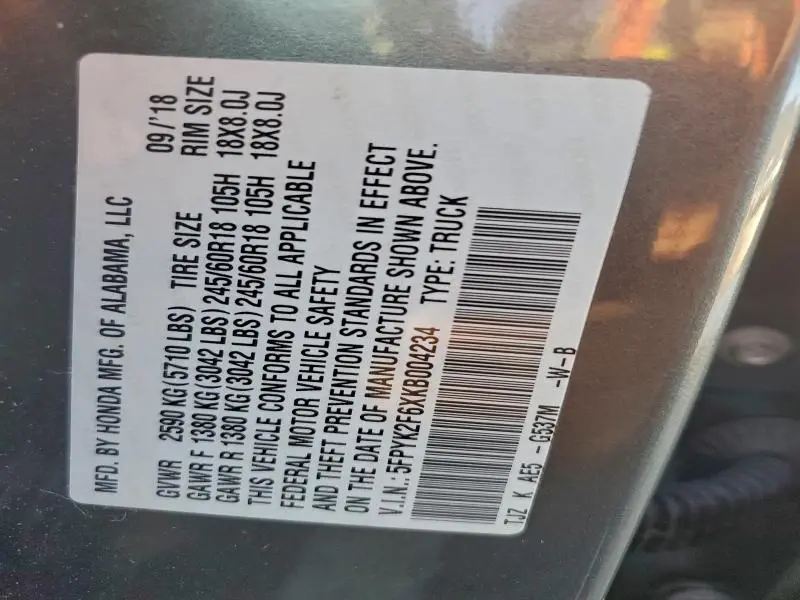 MFD. BY HONDA MFG. OF ALABAMA, LLC 09/'18
GVWR 2590 KG (5710 LBS) TIRE SIZE RIM SIZE
GAWR F 1380 KG (3042 LBS) 245/60R18 105H 18X8.0J
GAWR R 1380 KG (3042 LBS) 245/60R18 105H 18X8.0J
THIS VEHICLE CONFORMS TO ALL APPLICABLE
FEDERAL MOTOR VEHICLE SAFETY
AND THEFT PREVENTION STANDARDS IN EFFECT
ON THE DATE OF MANUFACTURE SHOWN ABOVE.
V.I.N.: 5FPYK2F6XKB004234 TYPE: TRUCK
TJZ K AE5 -G537M -W-B